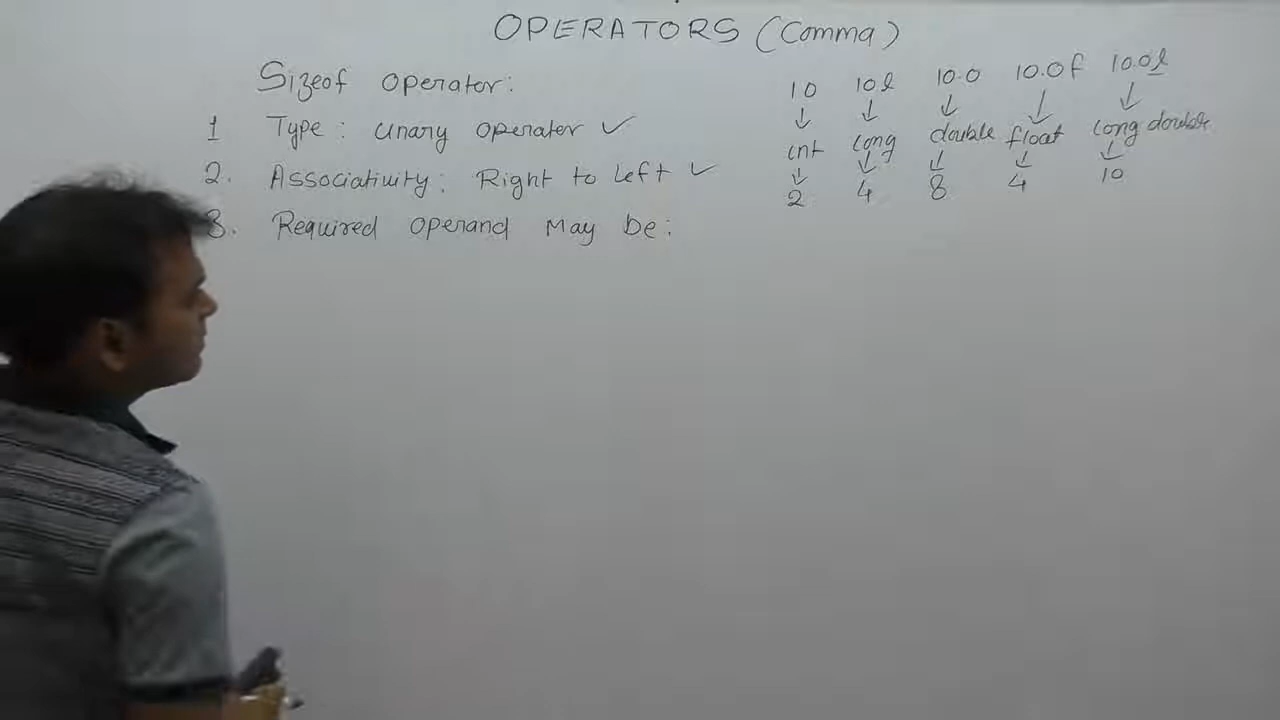 OPERATORS (Comma)
Sizeof operator:
1 Type: Unary operator ✓
2. Associativity: Right to Left ✓
3. Required operand May be:
10 10l 10.0 10.0f 10.0l
↓ ↓ ↓ ↓ ↓
int long double float long double
↓ ↓ ↓ ↓ ↓
2 4 8 4 10